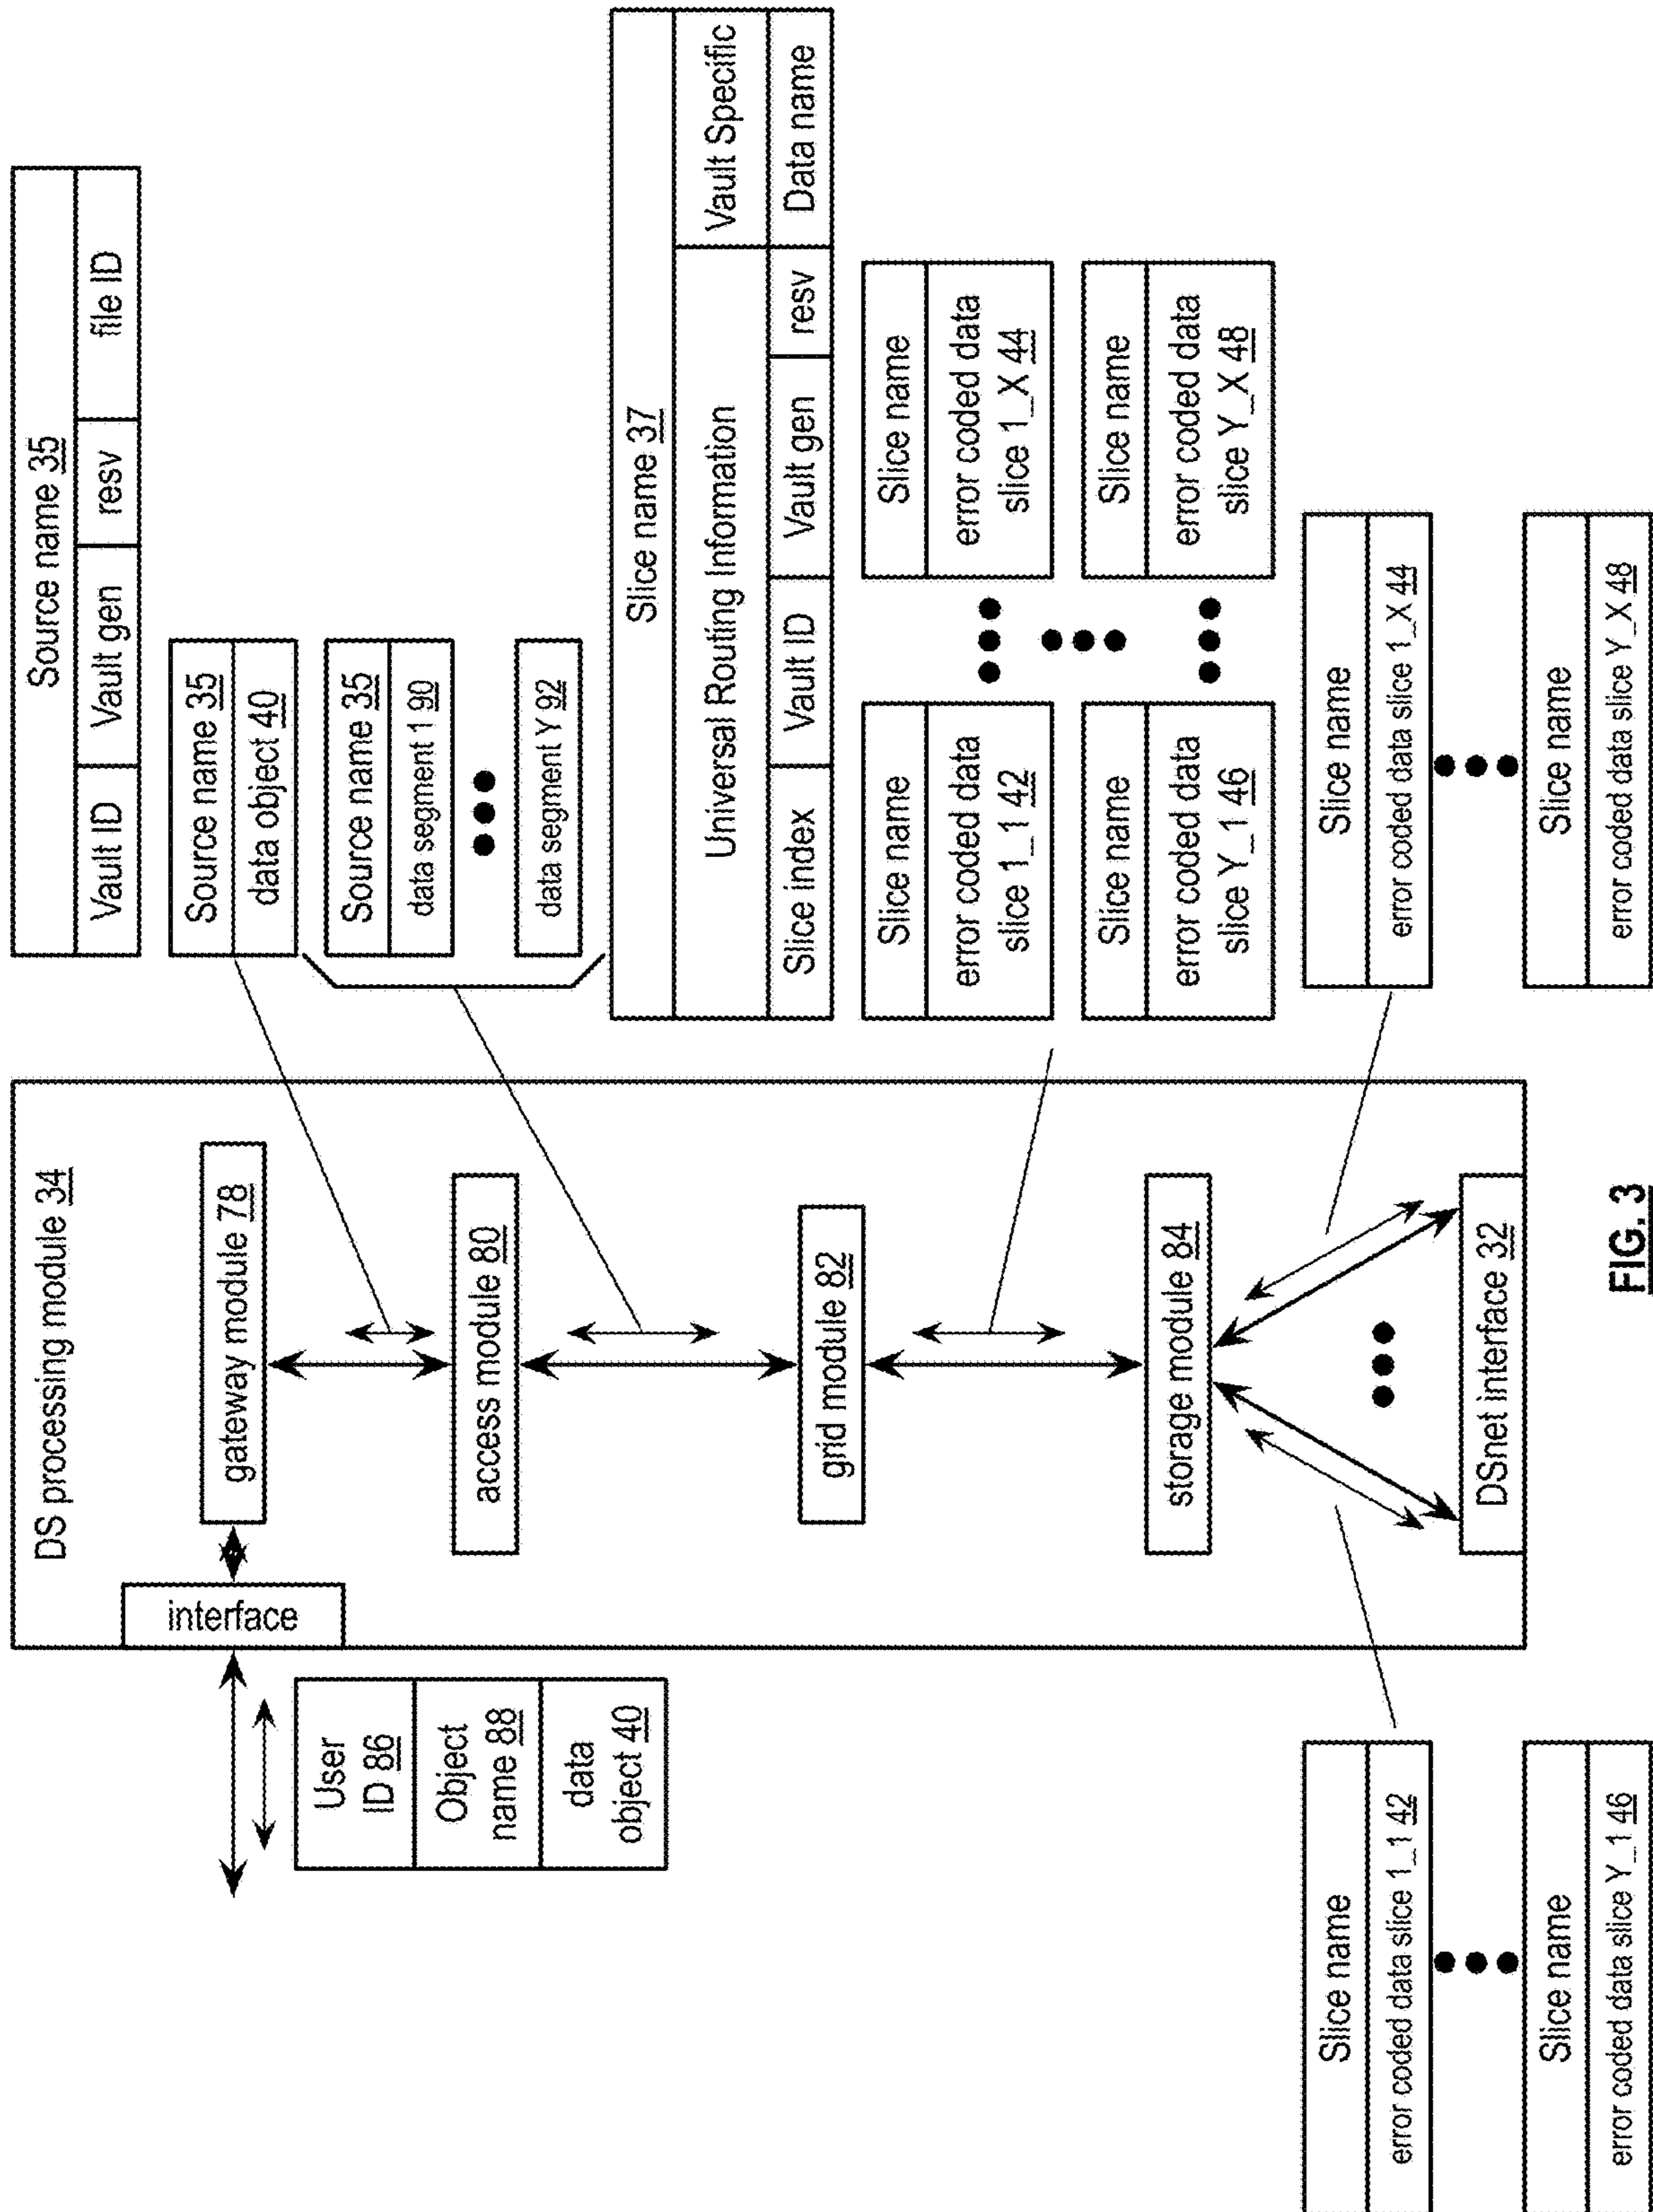 DS processing module 34
interface
gateway module 78
access module 80
grid module 82
storage module 84
DSnet interface 32
User
ID 86
Object
name 88
data
object 40
Source name 35
Vault ID
Vault gen
resv
file ID
Source name 35
data object 40
Source name 35
data segment 1 90
data segment Y 92
Slice name 37
Universal Routing Information
Vault Specific
Slice index
Vault ID
Vault gen
resv
Data name
Slice name
error coded data
slice 1_1 42
Slice name
error coded data
slice 1_X 44
Slice name
error coded data
slice Y_1 46
Slice name
error coded data
slice Y_X 48
Slice name
error coded data slice 1_1 42
Slice name
error coded data slice Y_1 46
Slice name
error coded data slice 1_X 44
Slice name
error coded data slice Y_X 48
FIG. 3